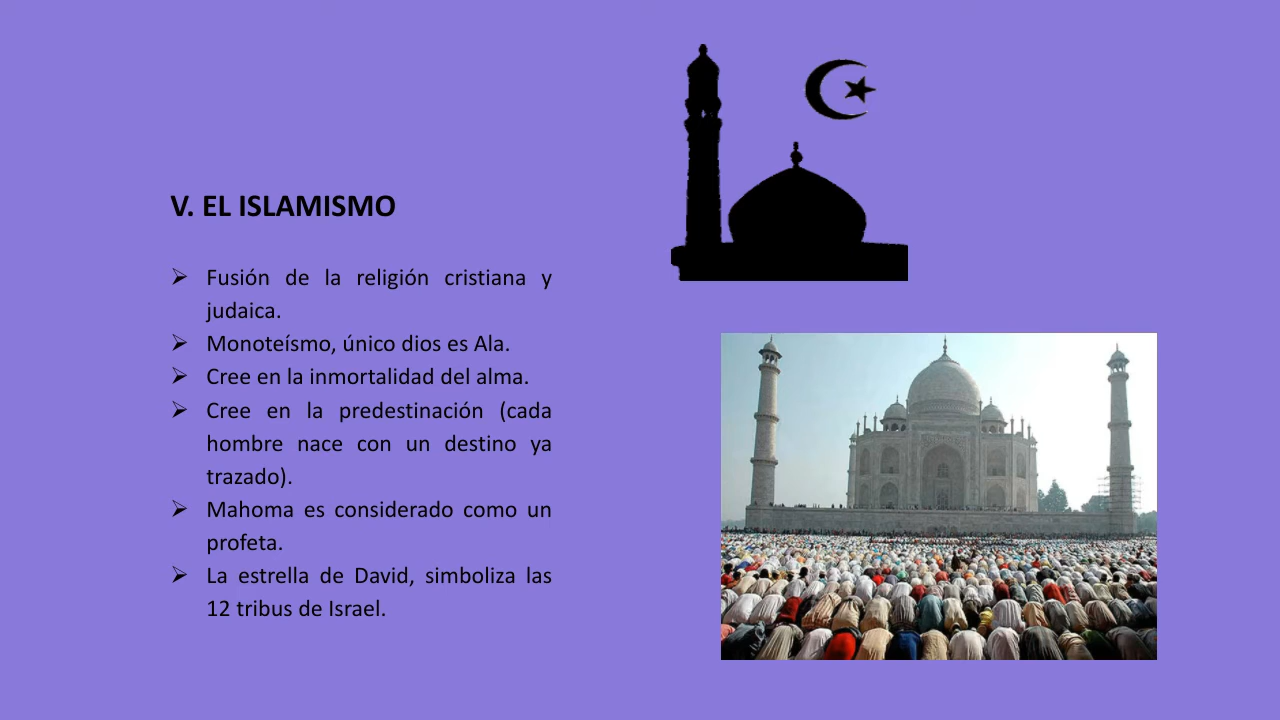 V. EL ISLAMISMO
➢ Fusión de la religión cristiana y
judaica.
➢ Monoteísmo, único dios es Ala.
➢ Cree en la inmortalidad del alma.
➢ Cree en la predestinación (cada
hombre nace con un destino ya
trazado).
➢ Mahoma es considerado como un
profeta.
➢ La estrella de David, simboliza las
12 tribus de Israel.